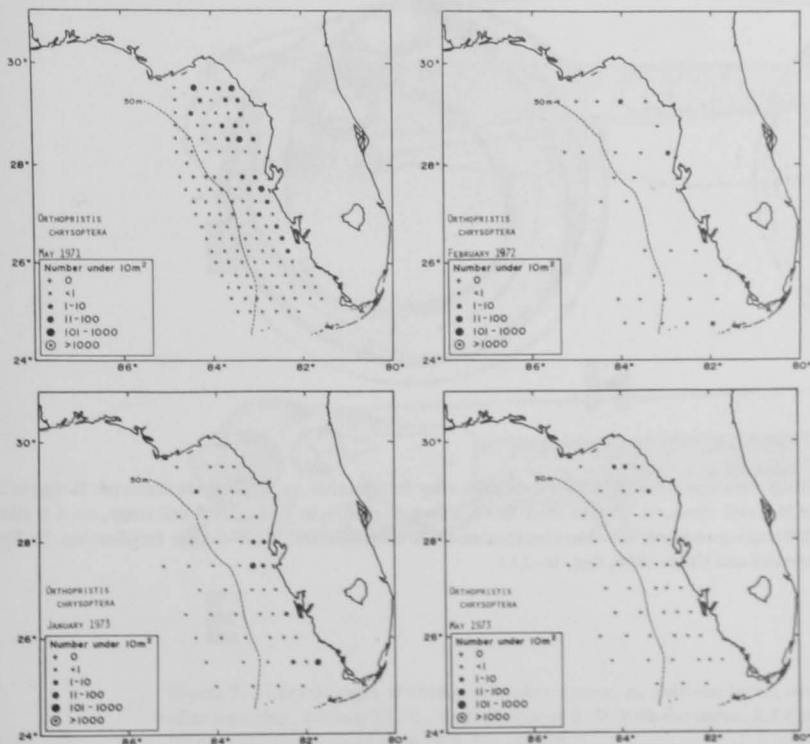 30°
28°
26°
24°
50m
ORTHOPRISTIS
CHRYSOPTERA
MAY 1971
Number under 10m²
0
<1
1-10
11-100
101-1000
>1000
86° 84° 82° 80°
30°
28°
26°
24°
50m
ORTHOPRISTIS
CHRYSOPTERA
FEBRUARY 1972
Number under 10m²
0
<1
1-10
11-100
101-1000
>1000
86° 84° 82° 80°
30°
28°
26°
24°
50m
ORTHOPRISTIS
CHRYSOPTERA
JANUARY 1973
Number under 10m²
0
<1
1-10
11-100
101-1000
>1000
86° 84° 82° 80°
30°
28°
26°
24°
50m
ORTHOPRISTIS
CHRYSOPTERA
MAY 1973
Number under 10m²
0
<1
1-10
11-100
101-1000
>1000
86° 84° 82° 80°